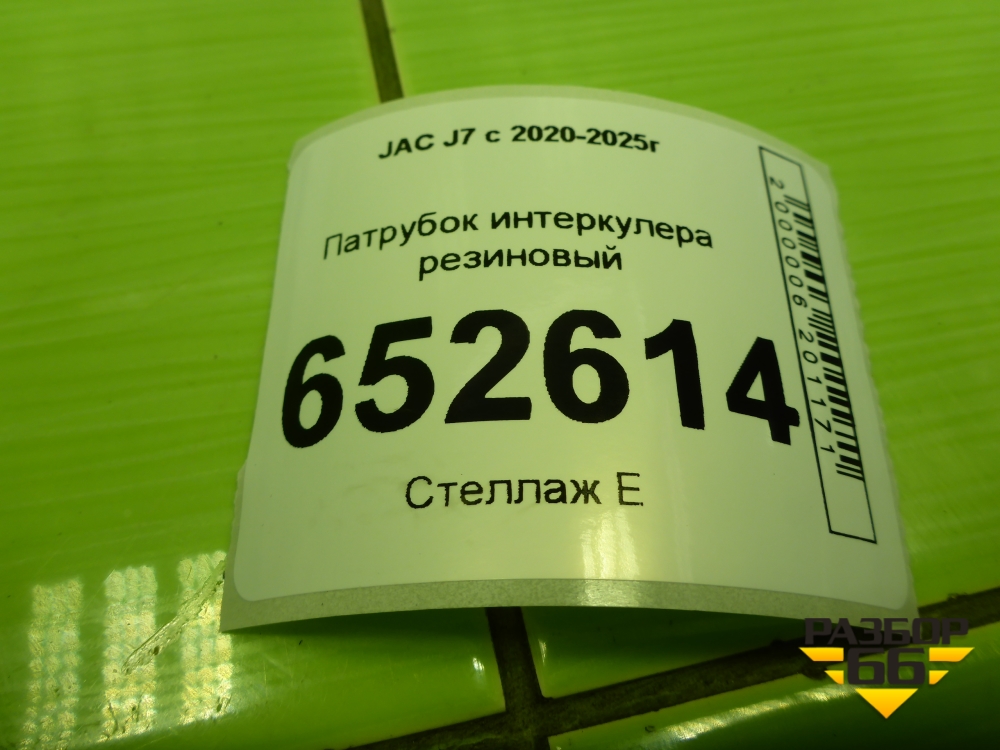 JAC J7 с 2020-2025г
Патрубок интеркулера
резиновый
652614
Стеллаж Е
2000006201171
РАЗБОР
66